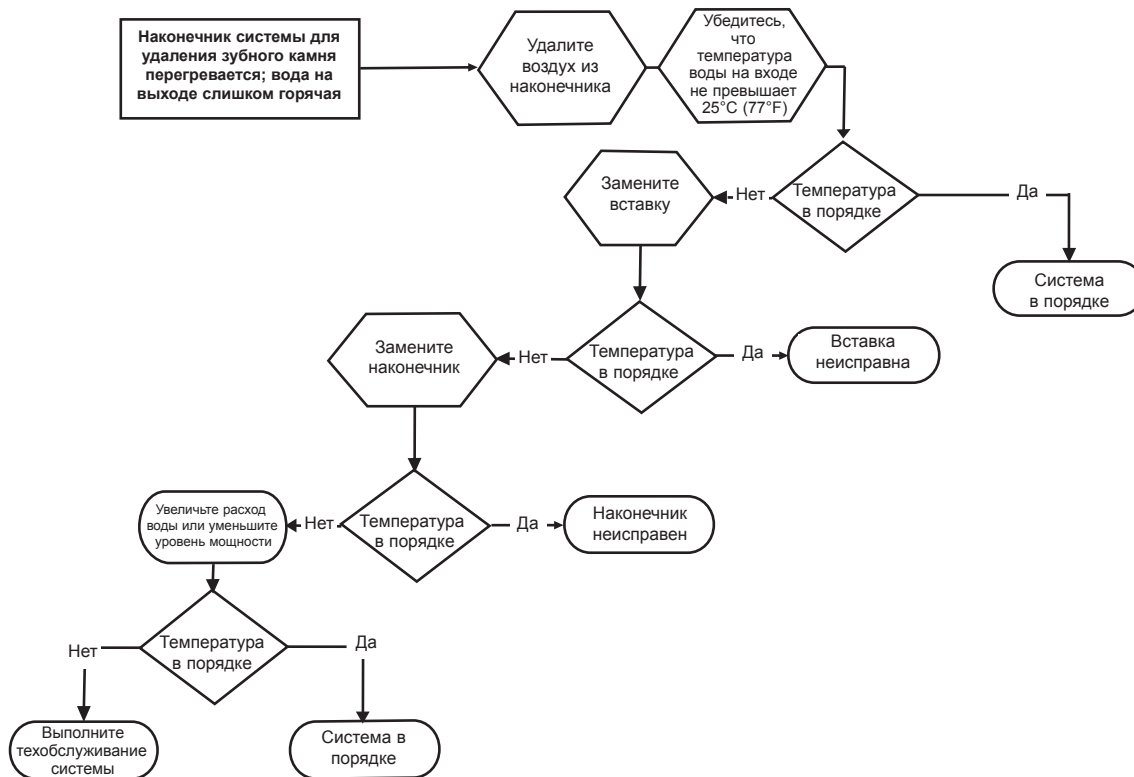 Наконечник системы для
удаления зубного камня
перегревается; вода на
выходе слишком горячая
Удалите
воздух из
наконечника
Убедитесь,
что
температура
воды на входе
не превышает
25°C (77°F)
Температура
в порядке
Нет
Да
Замените
вставку
Система
в порядке
Температура
в порядке
Нет
Да
Замените
наконечник
Вставка
неисправна
Температура
в порядке
Нет
Да
Увеличьте расход
воды или уменьшите
уровень мощности
Наконечник
неисправен
Температура
в порядке
Нет
Да
Выполните
техобслуживание
системы
Система в
порядке